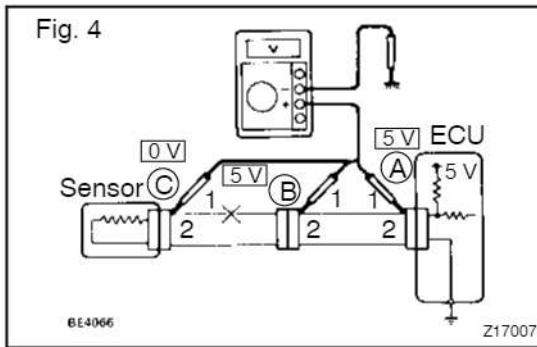 Fig. 4
V
−
+
5 V ECU
0 V
A 5 V
Sensor C 5 V B
1 1 1
2 2 2
BE4066
Z17007